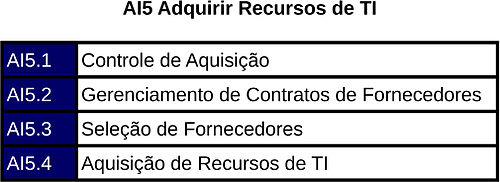 AI5 Adquirir Recursos de TI
AI5.1 Controle de Aquisição
AI5.2 Gerenciamento de Contratos de Fornecedores
AI5.3 Seleção de Fornecedores
AI5.4 Aquisição de Recursos de TI